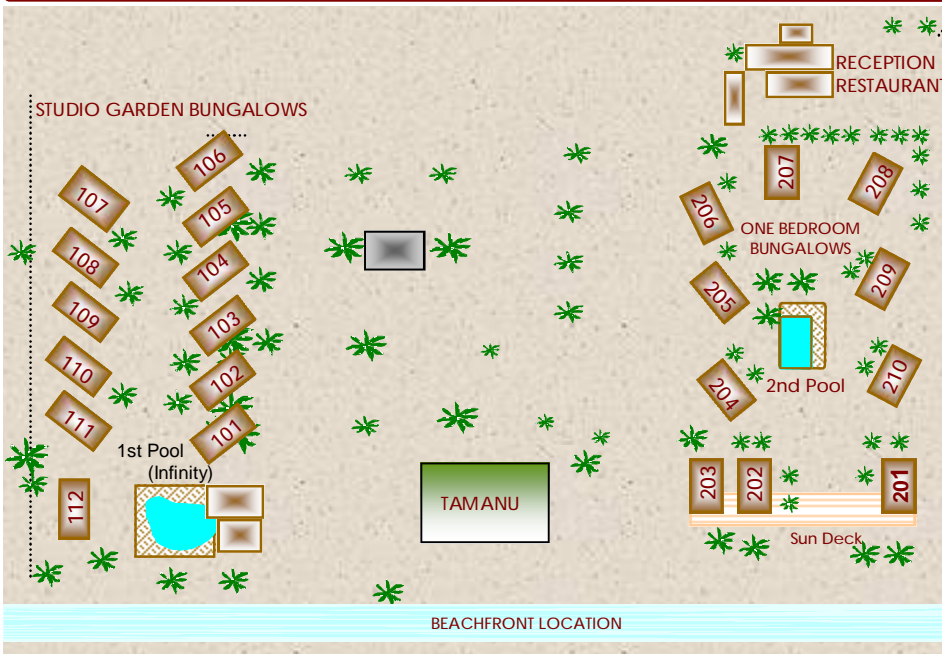 RECEPTION
RESTAURANT
STUDIO GARDEN BUNGALOWS
106
107
105
108
104
109
103
110
102
111
101
1st Pool
(Infinity)
112
TAMANU
207
208
206
ONE BEDROOM
BUNGALOWS
205
209
204
2nd Pool
210
203
202
201
Sun Deck
BEACHFRONT LOCATION